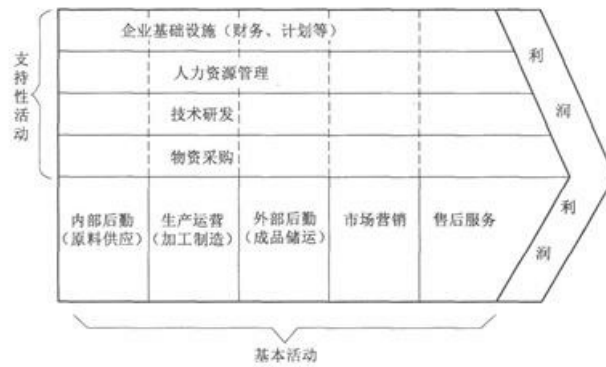 企业基础设施（财务、计划等）
人力资源管理
技术研发
物资采购
支持性活动
内部后勤
（原料供应）
生产运营
（加工制造）
外部后勤
（成品储运）
市场营销
售后服务
利润
利润
基本活动